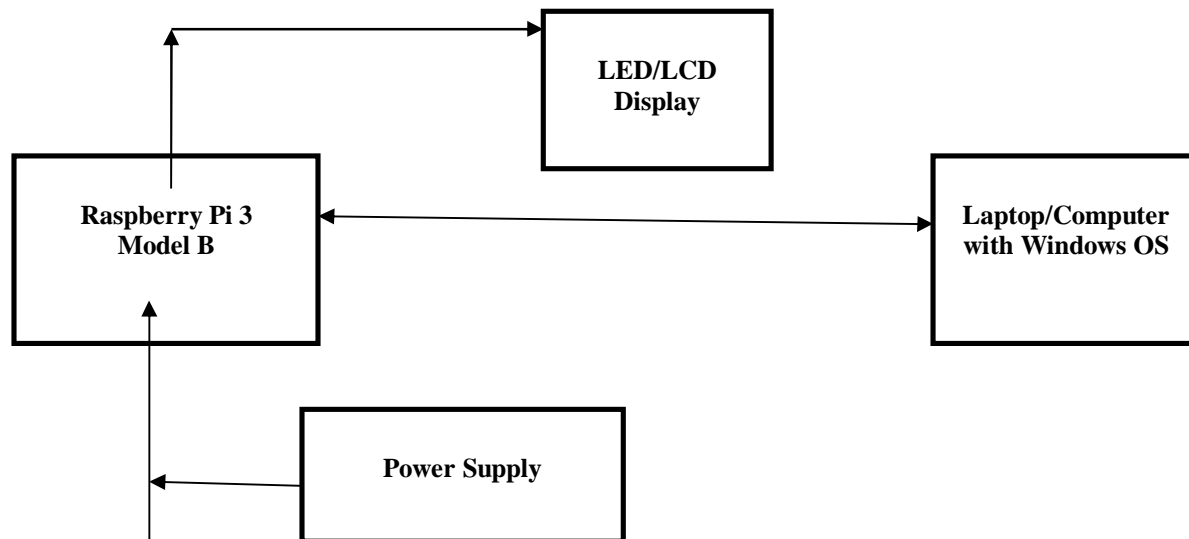 LED/LCD
Display
Raspberry Pi 3
Model B
Laptop/Computer
with Windows OS
Power Supply